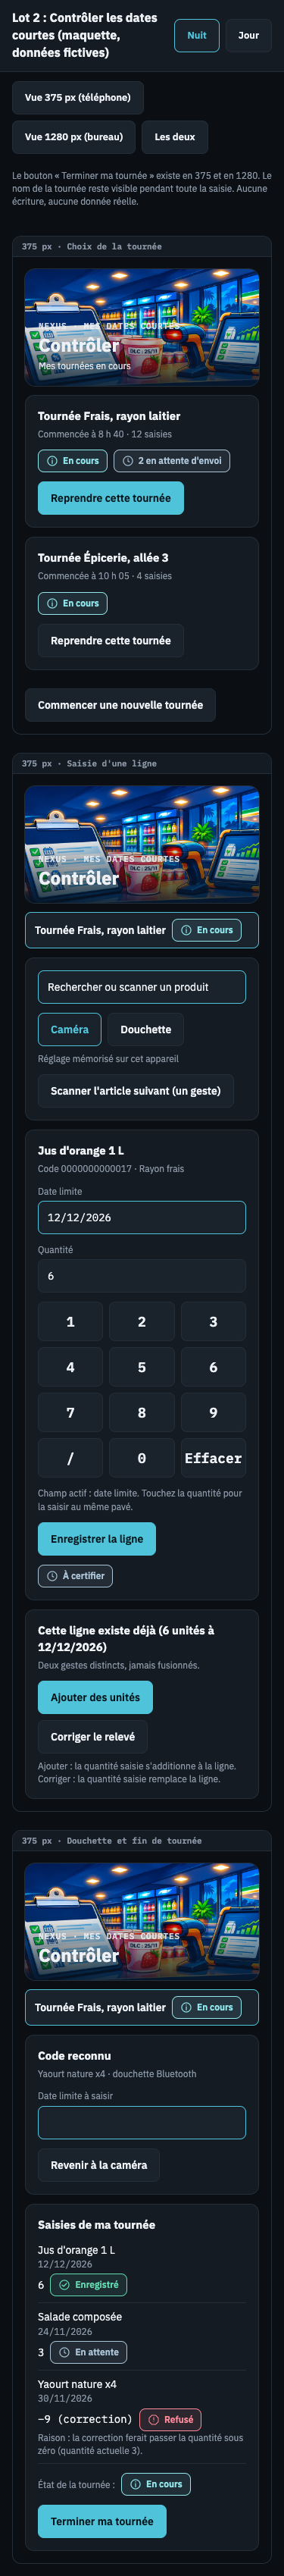 Lot 2 : Contrôler les dates
courtes (maquette,
données fictives)
Nuit
Jour
Vue 375 px (téléphone)
Vue 1280 px (bureau)
Les deux
Le bouton « Terminer ma tournée » existe en 375 et en 1280. Le
nom de la tournée reste visible pendant toute la saisie. Aucune
écriture, aucune donnée réelle.
375 px · Choix de la tournée
NEXUS · MES DATES COURTES
Contrôler
Mes tournées en cours
DLC : 25/11
Tournée Frais, rayon laitier
Commencée à 8 h 40 · 12 saisies
En cours
2 en attente d'envoi
Reprendre cette tournée
Tournée Épicerie, allée 3
Commencée à 10 h 05 · 4 saisies
En cours
Reprendre cette tournée
Commencer une nouvelle tournée
375 px · Saisie d'une ligne
NEXUS · MES DATES COURTES
Contrôler
DLC : 25/11
Tournée Frais, rayon laitier
En cours
Rechercher ou scanner un produit
Caméra
Douchette
Réglage mémorisé sur cet appareil
Scanner l'article suivant (un geste)
Jus d'orange 1 L
Code 0000000000017 · Rayon frais
Date limite
12/12/2026
Quantité
6
1
2
3
4
5
6
7
8
9
/
0
Effacer
Champ actif : date limite. Touchez la quantité pour
la saisir au même pavé.
Enregistrer la ligne
À certifier
Cette ligne existe déjà (6 unités à
12/12/2026)
Deux gestes distincts, jamais fusionnés.
Ajouter des unités
Corriger le relevé
Ajouter : la quantité saisie s'additionne à la ligne.
Corriger : la quantité saisie remplace la ligne.
375 px · Douchette et fin de tournée
NEXUS · MES DATES COURTES
Contrôler
DLC : 25/11
Tournée Frais, rayon laitier
En cours
Code reconnu
Yaourt nature x4 · douchette Bluetooth
Date limite à saisir
Revenir à la caméra
Saisies de ma tournée
Jus d'orange 1 L
12/12/2026
6
Enregistré
Salade composée
24/11/2026
3
En attente
Yaourt nature x4
30/11/2026
−9 (correction)
Refusé
Raison : la correction ferait passer la quantité sous
zéro (quantité actuelle 3).
État de la tournée :
En cours
Terminer ma tournée